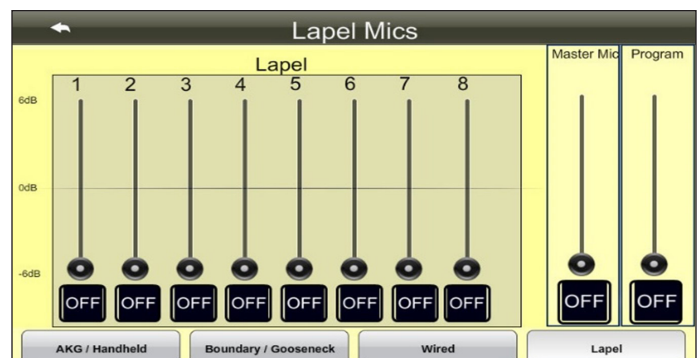 Lapel Mics
Master Mic Program
Lapel
1 2 3 4 5 6 7 8
6dB
0dB
-6dB
OFF OFF OFF OFF OFF OFF OFF OFF OFF OFF
AKG / Handheld Boundary / Gooseneck Wired Lapel